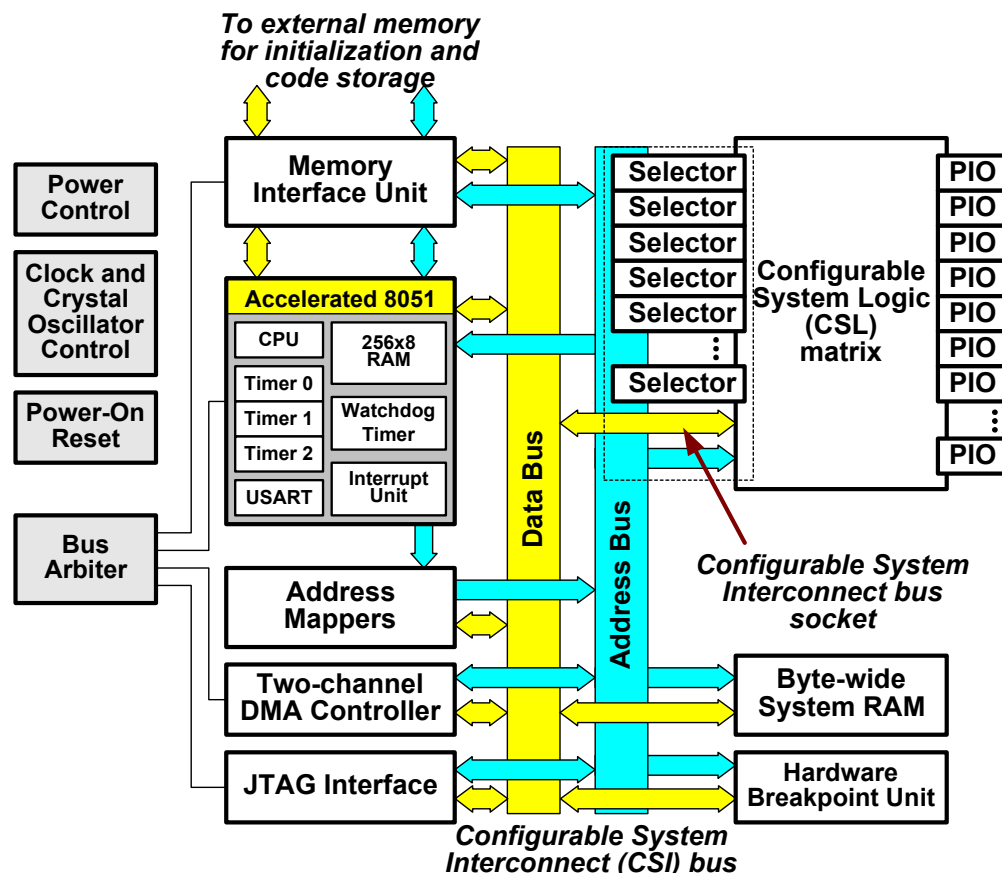 To external memory
for initialization and
code storage
Memory
Interface Unit
Power
Control
Clock and
Crystal
Oscillator
Control
Power-On
Reset
Bus
Arbiter
Accelerated 8051
CPU
Timer 0
Timer 1
Timer 2
USART
256x8
RAM
Watchdog
Timer
Interrupt
Unit
Address
Mappers
Two-channel
DMA Controller
JTAG Interface
Data Bus
Address Bus
Selector
Selector
Selector
Selector
Selector
Selector
Configurable
System Logic
(CSL)
matrix
PIO
PIO
PIO
PIO
PIO
PIO
PIO
PIO
Configurable System
Interconnect bus
socket
Byte-wide
System RAM
Hardware
Breakpoint Unit
Configurable System
Interconnect (CSI) bus